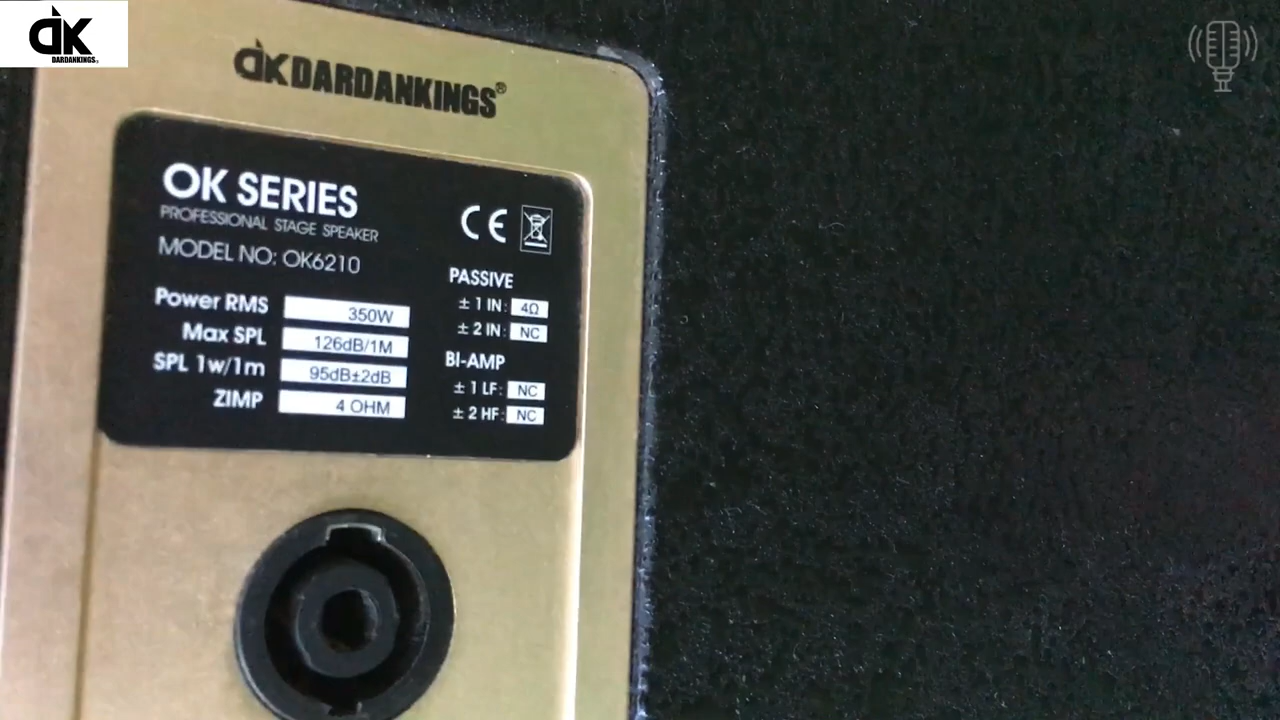 DK
DARDANKINGS
DK DARDANKINGS®
OK SERIES
PROFESSIONAL STAGE SPEAKER
MODEL NO: OK6210
CE
Power RMS 350W
Max SPL 126dB/1M
SPL 1w/1m 95dB±2dB
ZIMP 4 OHM
PASSIVE
± 1 IN: 4Ω
± 2 IN: NC
BI-AMP
± 1 LF: NC
± 2 HF: NC